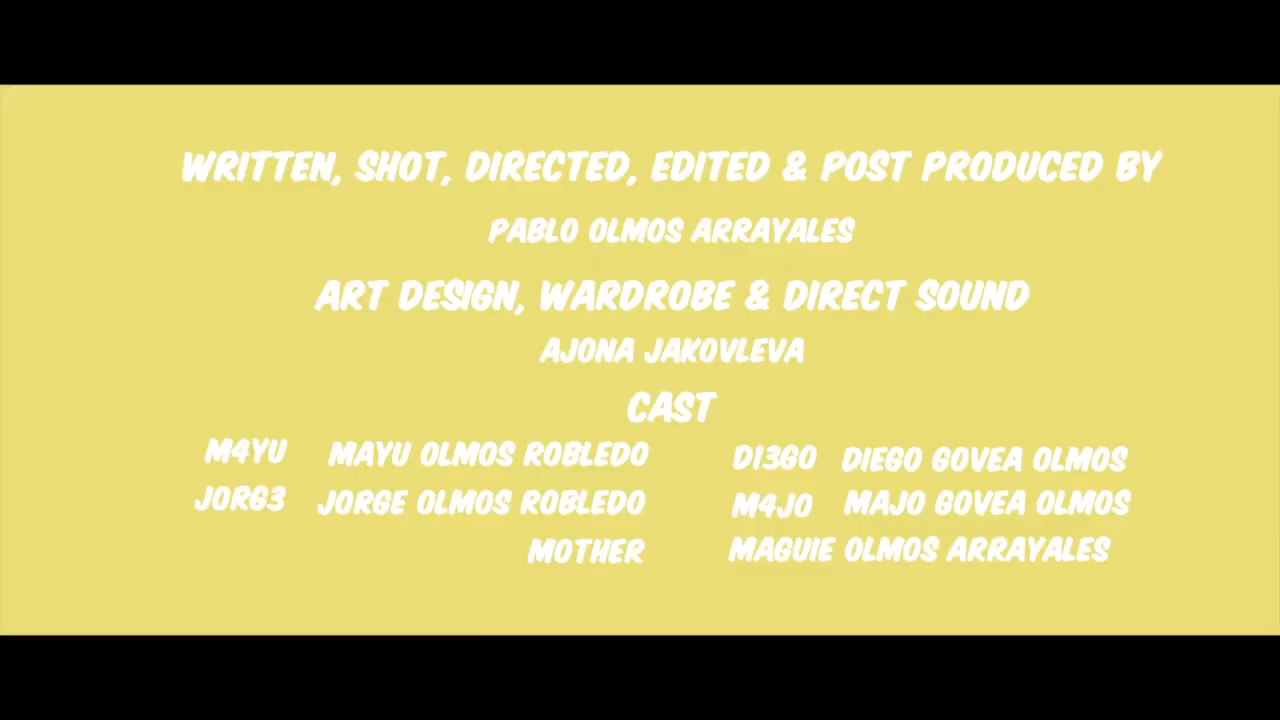 WRITTEN, SHOT, DIRECTED, EDITED & POST PRODUCED BY
PABLO OLMOS ARRAYALES
ART DESIGN, WARDROBE & DIRECT SOUND
AJONA JAKOVLEVA
CAST
M4YU MAYU OLMOS ROBLEDO DI3GO DIEGO GOVEA OLMOS
JORG3 JORGE OLMOS ROBLEDO M4JO MAJO GOVEA OLMOS
MOTHER MAGUIE OLMOS ARRAYALES